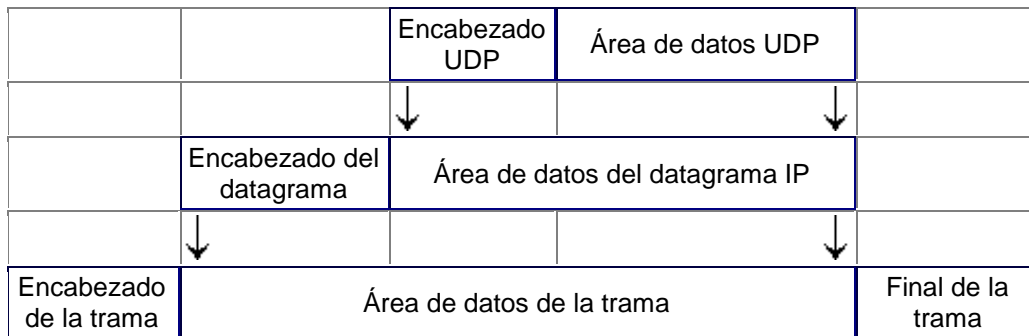 Encabezado
UDP
Área de datos UDP
Encabezado del
datagrama
Área de datos del datagrama IP
Encabezado
de la trama
Área de datos de la trama
Final de la
trama